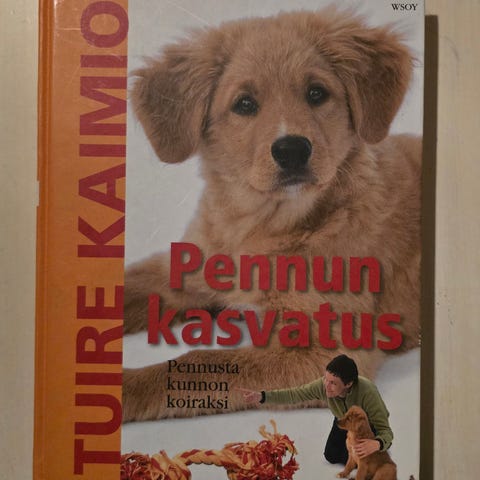 WSOY
TUIRE KAIMIO
Pennun
kasvatus
Pennusta
kunnon
koiraksi